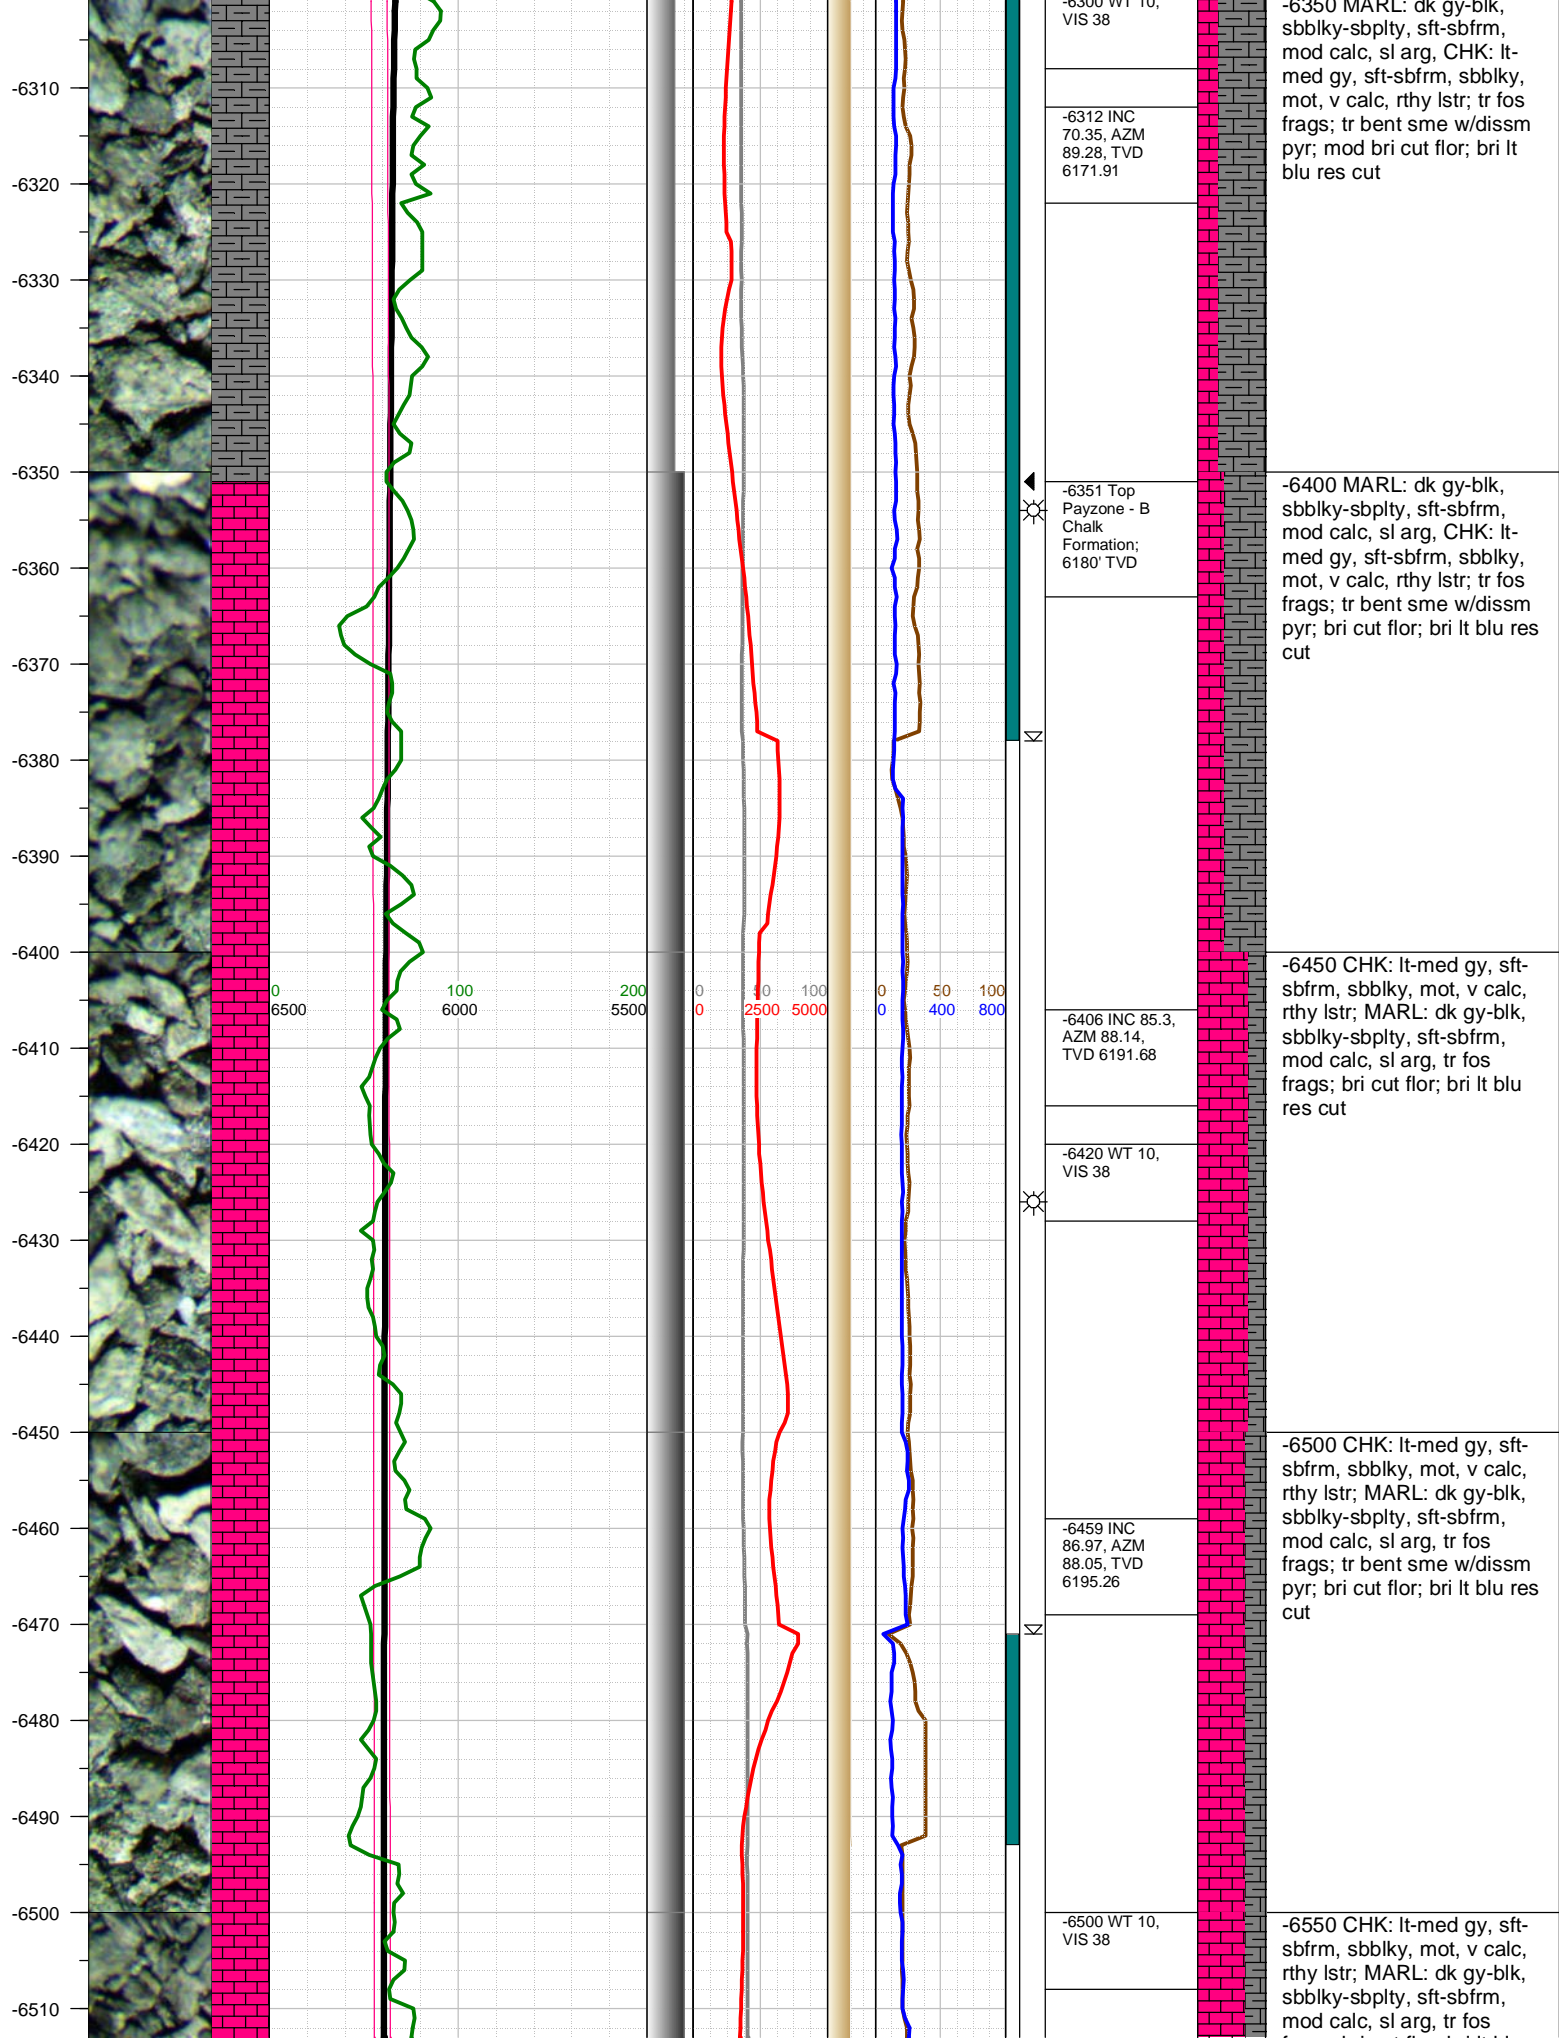 -6310
-6320
-6330
-6340
-6350
-6360
-6370
-6380
-6390
-6400
-6410
-6420
-6430
-6440
-6450
-6460
-6470
-6480
-6490
-6500
-6510
0 100 200
6500 6000 5500
0 50 100
0 2500 5000
0 50 100
0 400 800
-6300 WT 10,
VIS 38
-6312 INC
70.35, AZM
89.28, TVD
6171.91
-6351 Top
Payzone - B
Chalk
Formation;
6180' TVD
-6406 INC 85.3,
AZM 88.14,
TVD 6191.68
-6420 WT 10,
VIS 38
-6459 INC
86.97, AZM
88.05, TVD
6195.26
-6500 WT 10,
VIS 38
-6350 MARL: dk gy-blk,
sbblky-sbplty, sft-sbfrm,
mod calc, sl arg, CHK: lt-
med gy, sft-sbfrm, sbblky,
mot, v calc, rthy lstr; tr fos
frags; tr bent sme w/dissm
pyr; mod bri cut flor; bri lt
blu res cut
-6400 MARL: dk gy-blk,
sbblky-sbplty, sft-sbfrm,
mod calc, sl arg, CHK: lt-
med gy, sft-sbfrm, sbblky,
mot, v calc, rthy lstr; tr fos
frags; tr bent sme w/dissm
pyr; bri cut flor; bri lt blu res
cut
-6450 CHK: lt-med gy, sft-
sbfrm, sbblky, mot, v calc,
rthy lstr; MARL: dk gy-blk,
sbblky-sbplty, sft-sbfrm,
mod calc, sl arg, tr fos
frags; bri cut flor; bri lt blu
res cut
-6500 CHK: lt-med gy, sft-
sbfrm, sbblky, mot, v calc,
rthy lstr; MARL: dk gy-blk,
sbblky-sbplty, sft-sbfrm,
mod calc, sl arg, tr fos
frags; tr bent sme w/dissm
pyr; bri cut flor; bri lt blu res
cut
-6550 CHK: lt-med gy, sft-
sbfrm, sbblky, mot, v calc,
rthy lstr; MARL: dk gy-blk,
sbblky-sbplty, sft-sbfrm,
mod calc, sl arg, tr fos